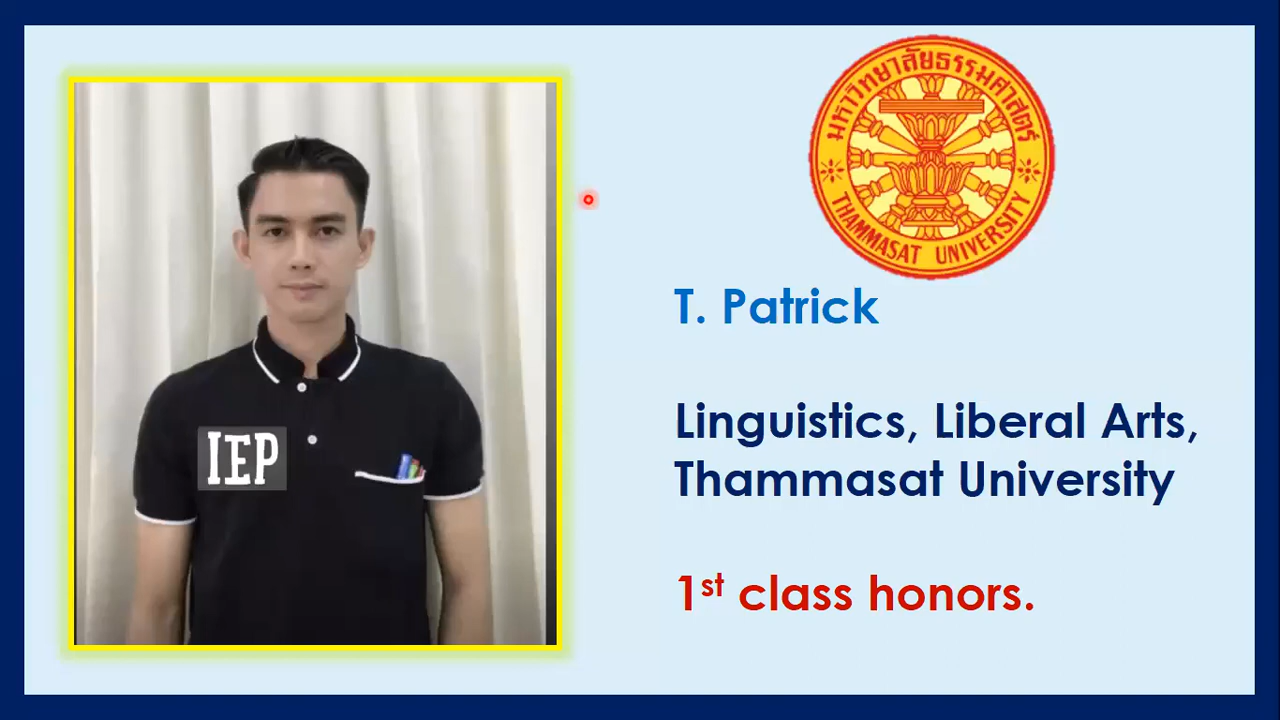 มหาวิทยาลัยธรรมศาสตร์
THAMMASAT UNIVERSITY
T. Patrick
IEP
Linguistics, Liberal Arts,
Thammasat University
1st class honors.